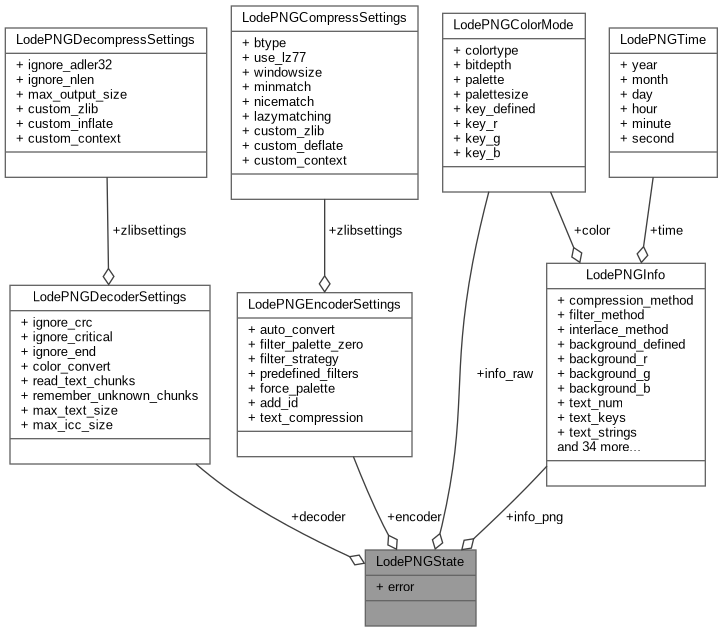 LodePNGDecompressSettings
+ ignore_adler32
+ ignore_nlen
+ max_output_size
+ custom_zlib
+ custom_inflate
+ custom_context
LodePNGCompressSettings
+ btype
+ use_lz77
+ windowsize
+ minmatch
+ nicematch
+ lazymatching
+ custom_zlib
+ custom_deflate
+ custom_context
LodePNGColorMode
+ colortype
+ bitdepth
+ palette
+ palettesize
+ key_defined
+ key_r
+ key_g
+ key_b
LodePNGTime
+ year
+ month
+ day
+ hour
+ minute
+ second
+zlibsettings
+zlibsettings
+color
+time
LodePNGDecoderSettings
+ ignore_crc
+ ignore_critical
+ ignore_end
+ color_convert
+ read_text_chunks
+ remember_unknown_chunks
+ max_text_size
+ max_icc_size
LodePNGEncoderSettings
+ auto_convert
+ filter_palette_zero
+ filter_strategy
+ predefined_filters
+ force_palette
+ add_id
+ text_compression
+info_raw
LodePNGInfo
+ compression_method
+ filter_method
+ interlace_method
+ background_defined
+ background_r
+ background_g
+ background_b
+ text_num
+ text_keys
+ text_strings
and 34 more...
+decoder
+encoder
+info_png
LodePNGState
+ error